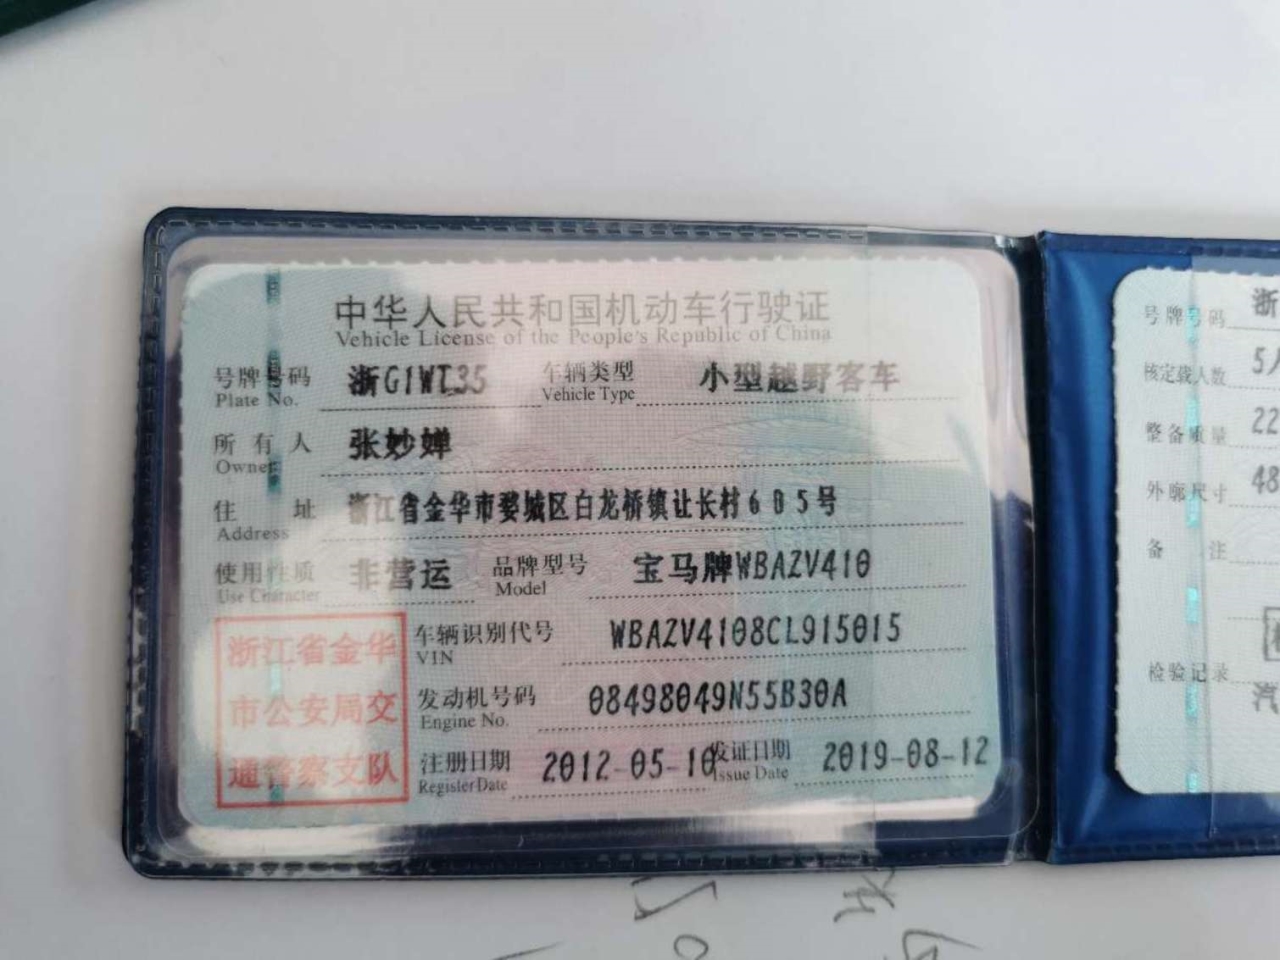 中华人民共和国机动车行驶证
Vehicle License of the People's Republic of China
号牌号码 浙G1WT35 车辆类型 小型越野客车
Plate No. Vehicle Type
所有人 张妙婵
Owner
住址 浙江省金华市婺城区白龙桥镇让长村605号
Address
使用性质 非营运 品牌型号 宝马牌WBAZV410
Use Character Model
浙江省金华
市公安局交
通警察支队
车辆识别代号 WBAZV4108CL915015
VIN
发动机号码 08498049N55B30A
Engine No.
注册日期 2012-05-10 发证日期 2019-08-12
Register Date Issue Date
号牌号码 浙
核定载人数 5
整备质量 22
外廓尺寸 48
备注
检验记录
汽